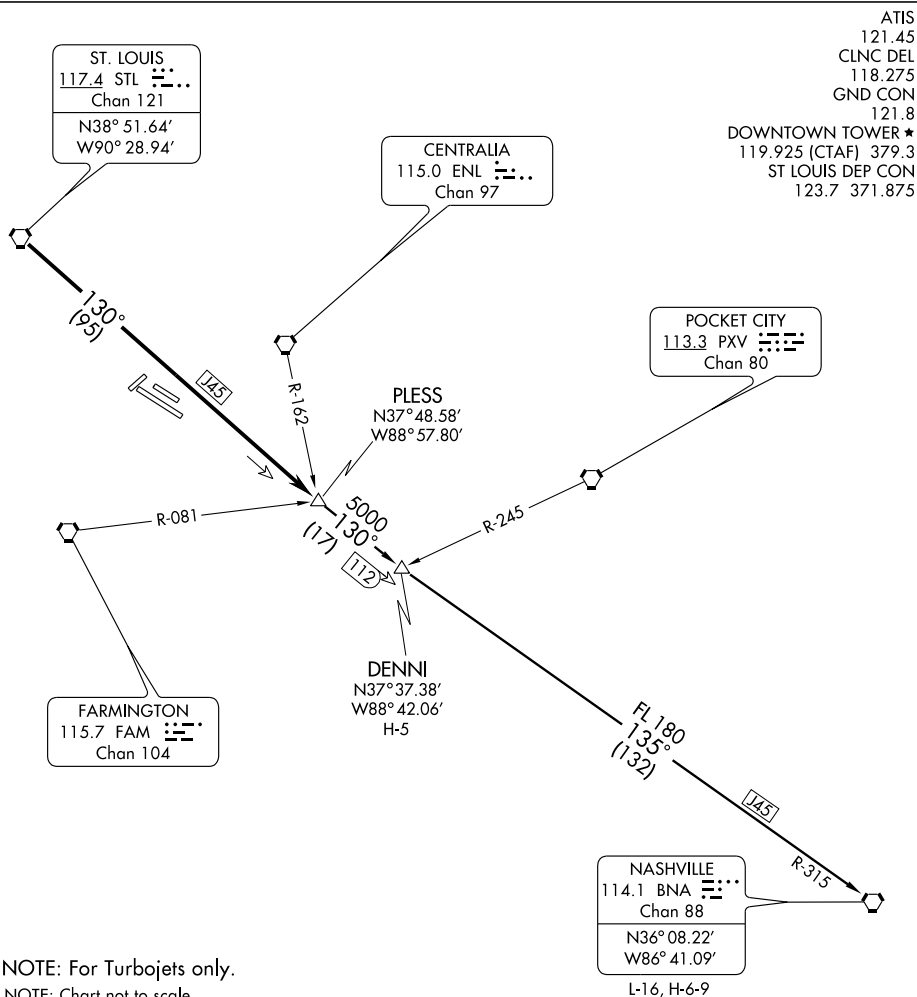 ATIS
121.45
CLNC DEL
118.275
GND CON
121.8
DOWNTOWN TOWER ★
119.925 (CTAF) 379.3
ST LOUIS DEP CON
123.7 371.875
ST. LOUIS
117.4 STL
Chan 121
N38° 51.64′
W90° 28.94′
CENTRALIA
115.0 ENL
Chan 97
130°
(95)
J45
R-162
POCKET CITY
113.3 PXV
Chan 80
PLESS
N37° 48.58′
W88° 57.80′
R-081
5000
130°
(17)
112
R-245
DENNI
N37° 37.38′
W88° 42.06′
H-5
FARMINGTON
115.7 FAM
Chan 104
FL 180
135°
(132)
J45
R-315
NASHVILLE
114.1 BNA
Chan 88
N36° 08.22′
W86° 41.09′
L-16, H-6-9
NOTE: For Turbojets only.
NOTE: Chart not to scale